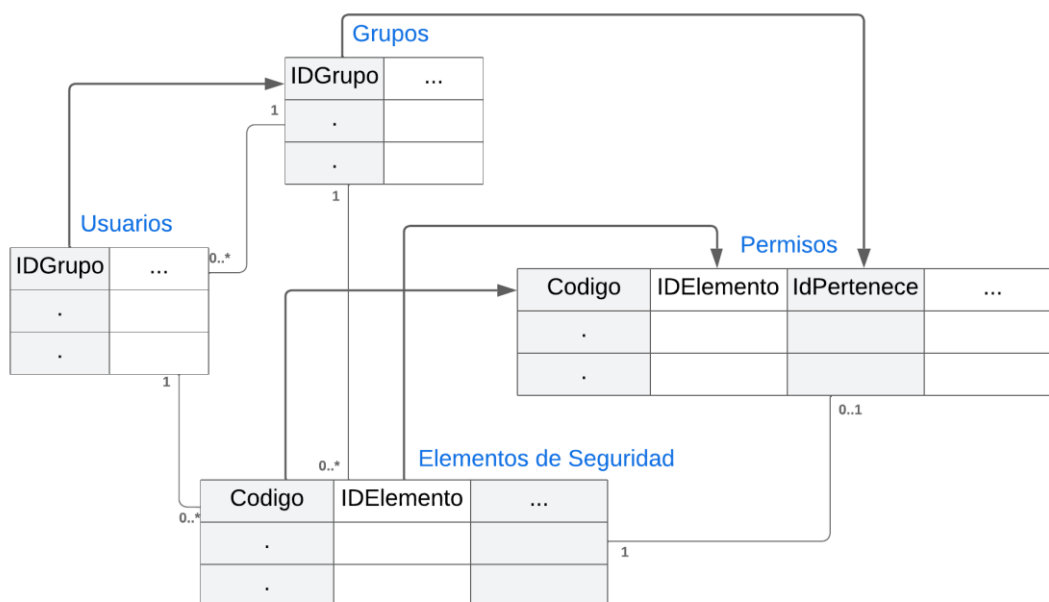 Grupos
IDGrupo ...
1 .
.
1
Usuarios
IDGrupo ...
0..*
.
.
1
Permisos
Codigo IDElemento IdPertenece ...
.
.
0..1
Elementos de Seguridad
0..*
Codigo IDElemento ...
0..*
.
1
.